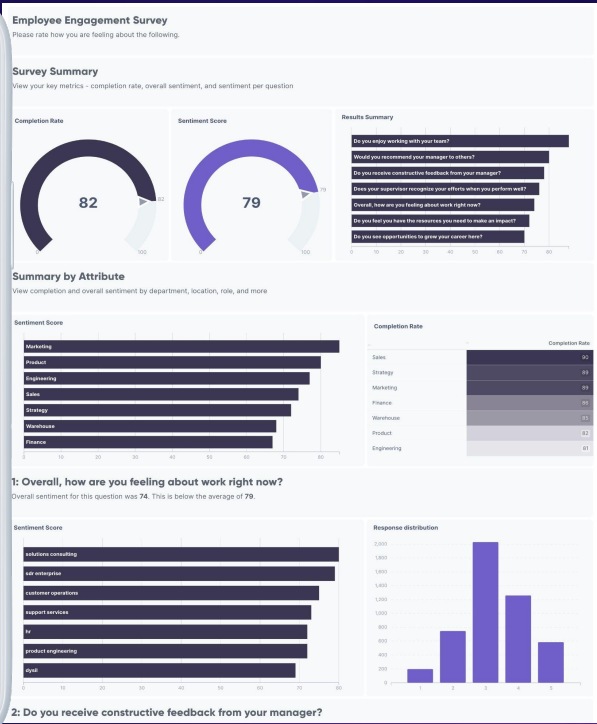 Employee Engagement Survey
Please rate how you are feeling about the following.
Survey Summary
View your key metrics - completion rate, overall sentiment, and sentiment per question
Completion Rate
82
82
0
100
Sentiment Score
79
79
0
100
Results Summary
Do you enjoy working with your team?
Would you recommend your manager to others?
Do you receive constructive feedback from your manager?
Does your supervisor recognize your efforts when you perform well?
Overall, how are you feeling about work right now?
Do you feel you have the resources you need to make an impact?
Do you see opportunities to grow your career here?
0 10 20 30 40 50 60 70 80
Summary by Attribute
View completion and overall sentiment by department, location, role, and more
Sentiment Score
Marketing
Product
Engineering
Sales
Strategy
Warehouse
Finance
0 10 20 30 40 50 60 70 80
Completion Rate
Completion Rate
Sales 90
Strategy 89
Marketing 89
Finance
Warehouse
Product 82
Engineering 81
1: Overall, how are you feeling about work right now?
Overall sentiment for this question was 74. This is below the average of 79.
Sentiment Score
solutions consulting
sdr enterprise
customer operations
support services
hr
product engineering
dysil
0 10 20 30 40 50 60 70 80
Response distribution
2,000
1,800
1,600
1,400
1,200
1,000
800
600
400
200
0
1 2 3 4 5
2: Do you receive constructive feedback from your manager?